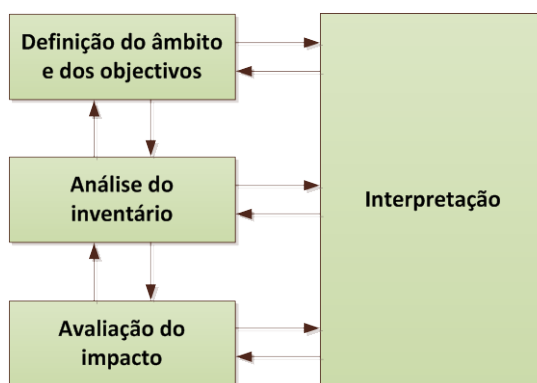 Definição do âmbito
e dos objectivos
Análise do
inventário
Interpretação
Avaliação do
impacto